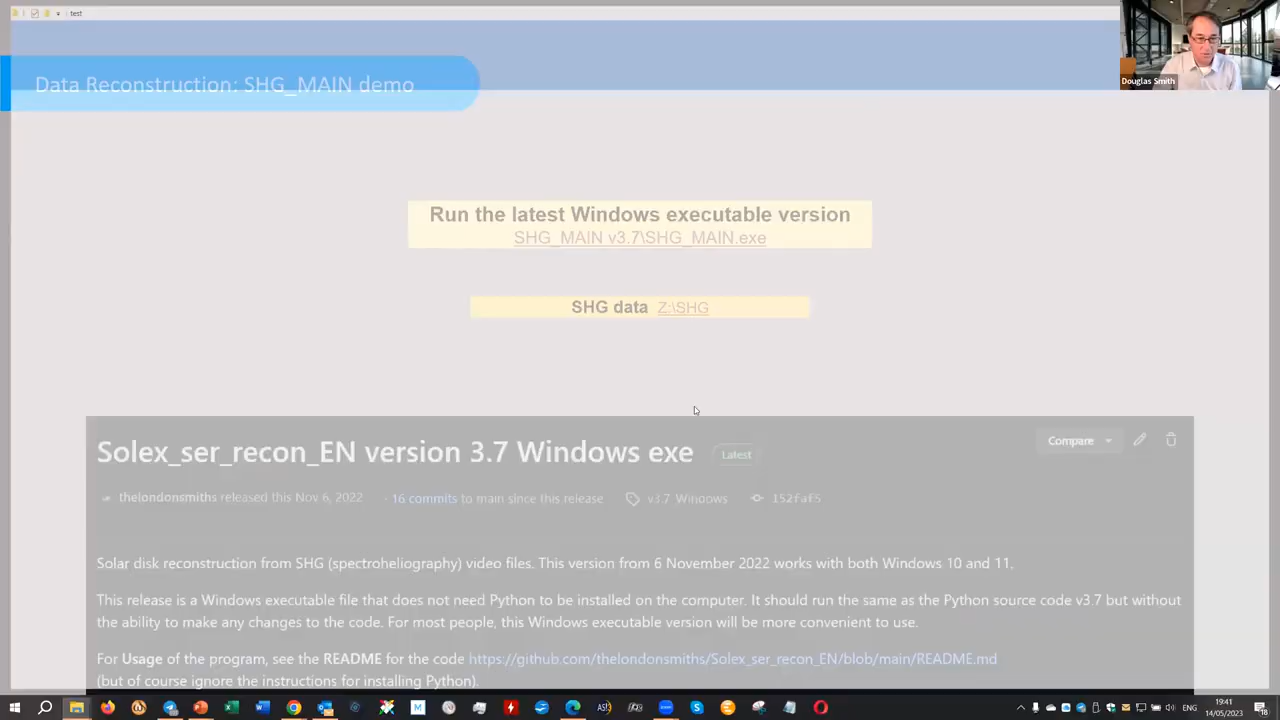 test
Data Reconstruction: SHG_MAIN demo
Douglas Smith
Run the latest Windows executable version
SHG_MAIN v3.7\SHG_MAIN.exe
SHG data Z:\SHG
Solex_ser_recon_EN version 3.7 Windows exe Latest
Compare
thelondonsmiths released this Nov 6, 2022 · 16 commits to main since this release v3.7 Windows 152faf5
Solar disk reconstruction from SHG (spectroheliography) video files. This version from 6 November 2022 works with both Windows 10 and 11.
This release is a Windows executable file that does not need Python to be installed on the computer. It should run the same as the Python source code v3.7 but without
the ability to make any changes to the code. For most people, this Windows executable version will be more convenient to use.
For Usage of the program, see the README for the code https://github.com/thelondonsmiths/Solex_ser_recon_EN/blob/main/README.md
(but of course ignore the instructions for installing Python).
ENG
19:41
14/05/2023